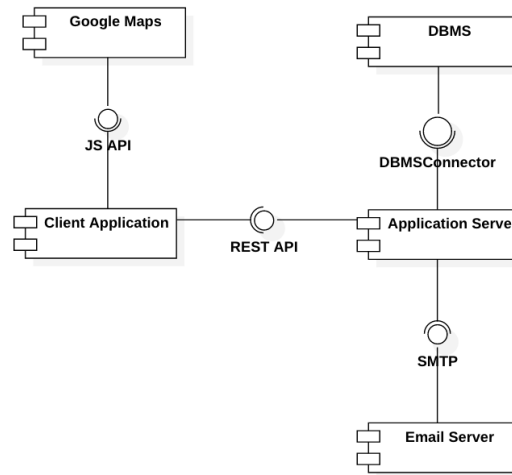 Google Maps
DBMS
JS API
DBMSConnector
Client Application
Application Serve
REST API
SMTP
Email Server